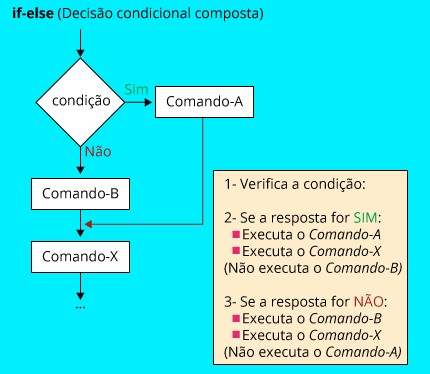 if-else (Decisão condicional composta)
condição
Sim
Comando-A
Não
Comando-B
Comando-X
...
1- Verifica a condição:
2- Se a resposta for SIM:
Executa o Comando-A
Executa o Comando-X
(Não executa o Comando-B)
3- Se a resposta for NÃO:
Executa o Comando-B
Executa o Comando-X
(Não executa o Comando-A)